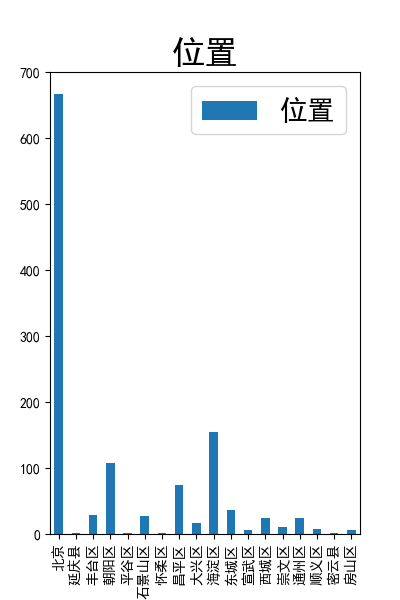 位置
位置
700
600
500
400
300
200
100
0
北京
延庆县
丰台区
朝阳区
平谷区
石景山区
怀柔区
昌平区
大兴区
海淀区
东城区
宣武区
西城区
崇文区
通州区
顺义区
密云县
房山区